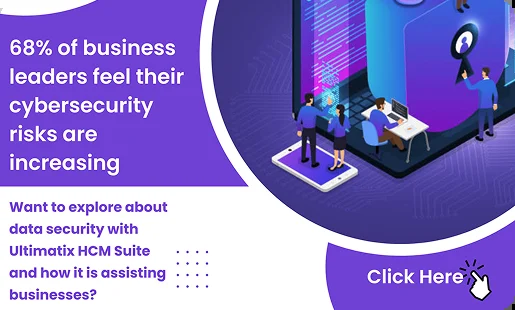 68% of business
leaders feel their
cybersecurity
risks are
increasing
Want to explore about
data security with
Ultimatix HCM Suite
and how it is assisting
businesses?
Click Here